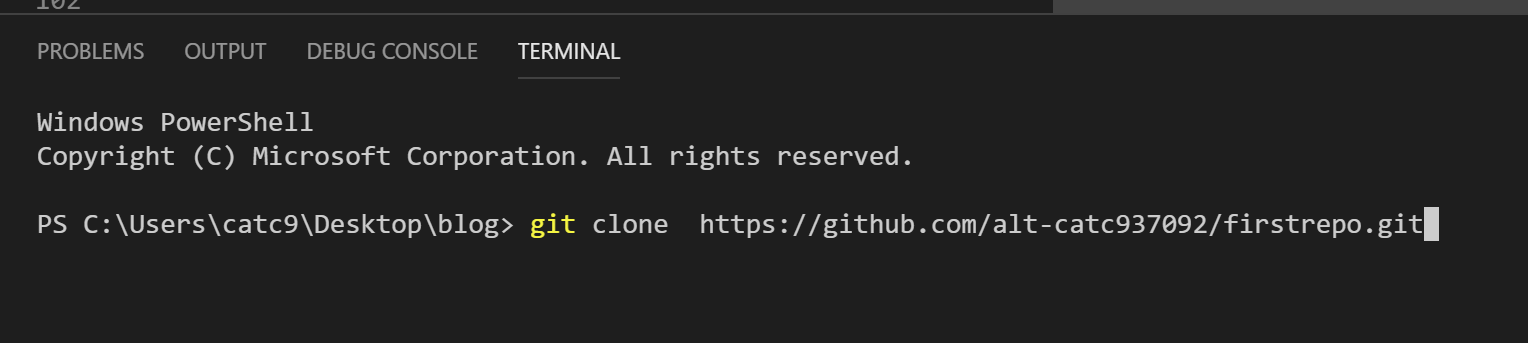 102
PROBLEMS OUTPUT DEBUG CONSOLE TERMINAL
Windows PowerShell
Copyright (C) Microsoft Corporation. All rights reserved.
PS C:\Users\catc9\Desktop\blog> git clone  https://github.com/alt-catc937092/firstrepo.git